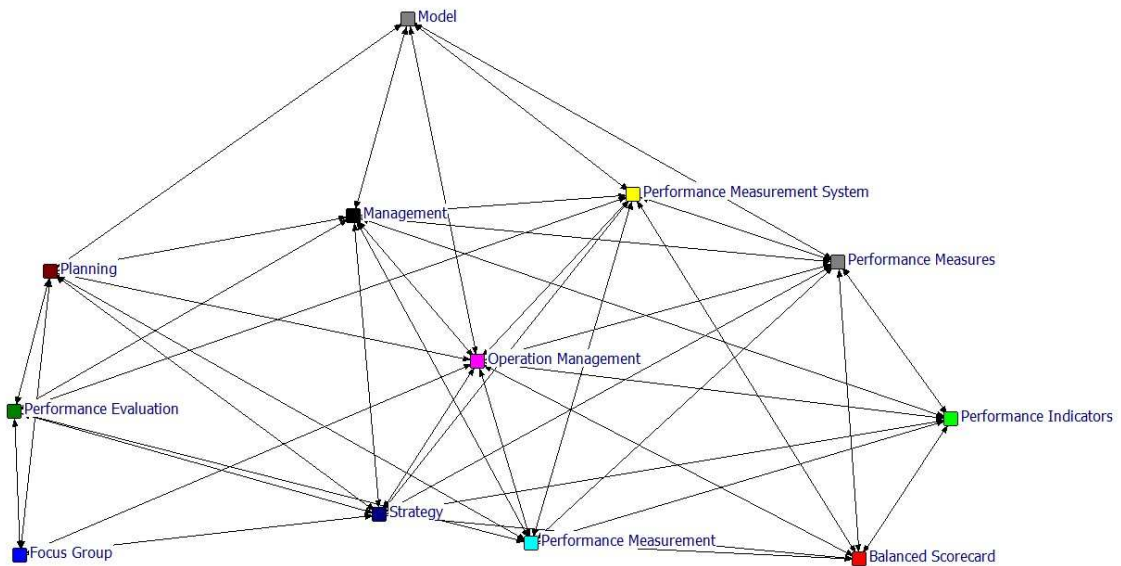 Model
Performance Measurement System
Management
Performance Measures
Planning
Operation Management
Performance Evaluation
Performance Indicators
Strategy
Performance Measurement
Focus Group
Balanced Scorecard